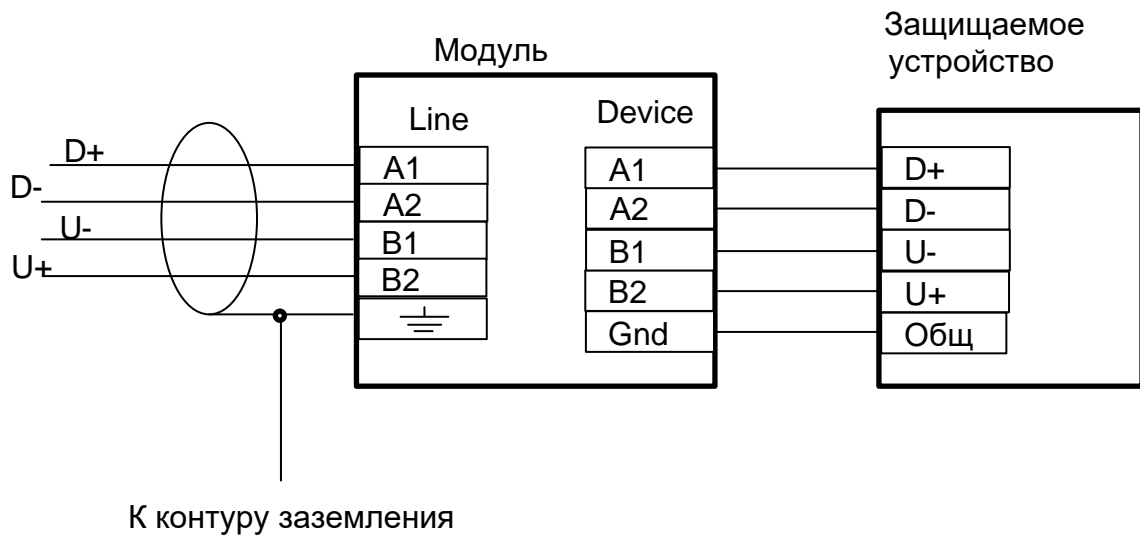 Защищаемое
устройство
Модуль
Line
Device
D+
D-
U-
U+
A1
A2
B1
B2
A1
A2
B1
B2
Gnd
D+
D-
U-
U+
Общ
К контуру заземления